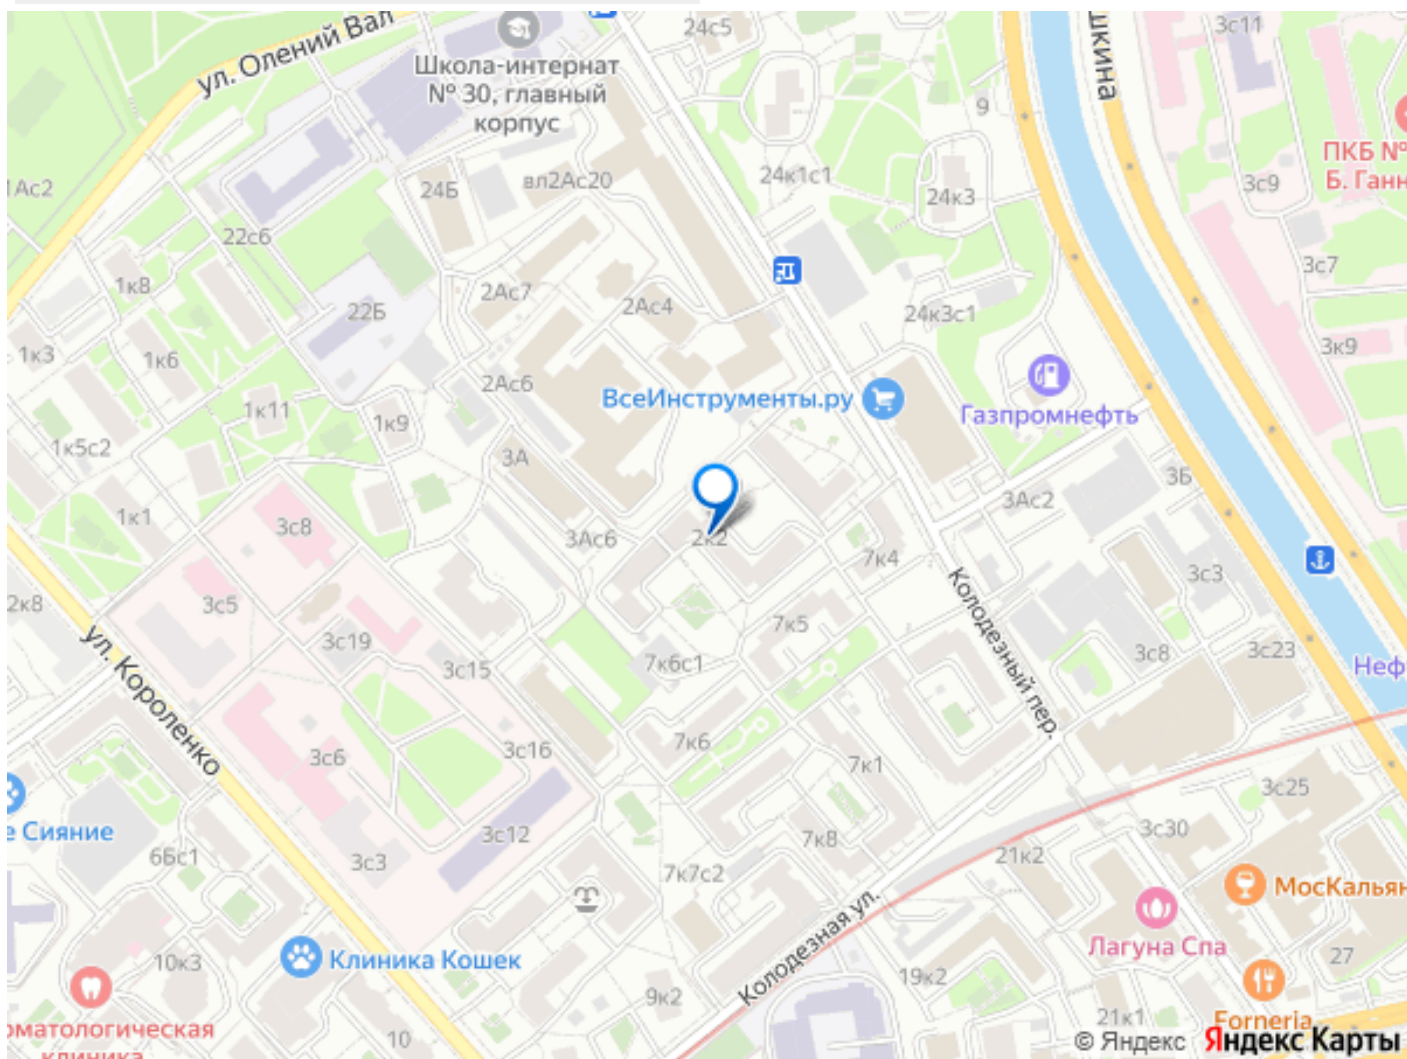 24с5
3с11
ул. Олений Вал
шкина
Школа-интернат
№ 30, главный
корпус
9
ПКБ №
Б. Ганн
1Ас2
24Б
вл2Ас20
24к1с1
24к3
3с9
22с6
3с7
1к8
2Ас7
2Ас4
22Б
24к3с1
1к3
1к6
3к9
2Ас6
ВсеИнструменты.ру
Газпромнефть
1к11
1к9
1к5с2
3А
3Б
3Ас2
1к1
3с8
3Ас6
2к2
7к4
3с3
2к8
3с5
Колодезный пер.
3с19
7к5
ул. Короленко
3с15
7к6с1
3с8
3с23
Неф
7к6
3с16
3с6
7к1
3с25
е Сияние
3с12
3с30
7к8
6Бс1
3с3
21к2
7к7с2
МосКальян
Колодезная ул.
Лагуна Спа
10к3
Клиника Кошек
27
19к2
9к2
10
21к1
Forneria
оматологическая
клиника
© Яндекс Яндекс Карты